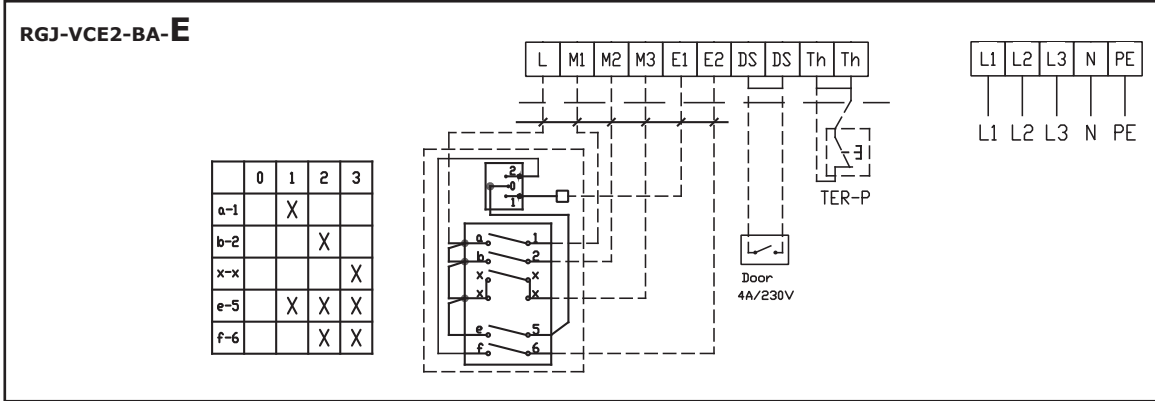 RGJ-VCE2-BA-E
L M1 M2 M3 E1 E2 DS DS Th Th
L1 L2 L3 N PE
L1 L2 L3 N PE
TER-P
Door
4A/230V
2
0
1
a 1
b 2
x x
x x
e 5
f 6
0 1 2 3
a-1 X
b-2 X
x-x X
e-5 X X X
f-6 X X